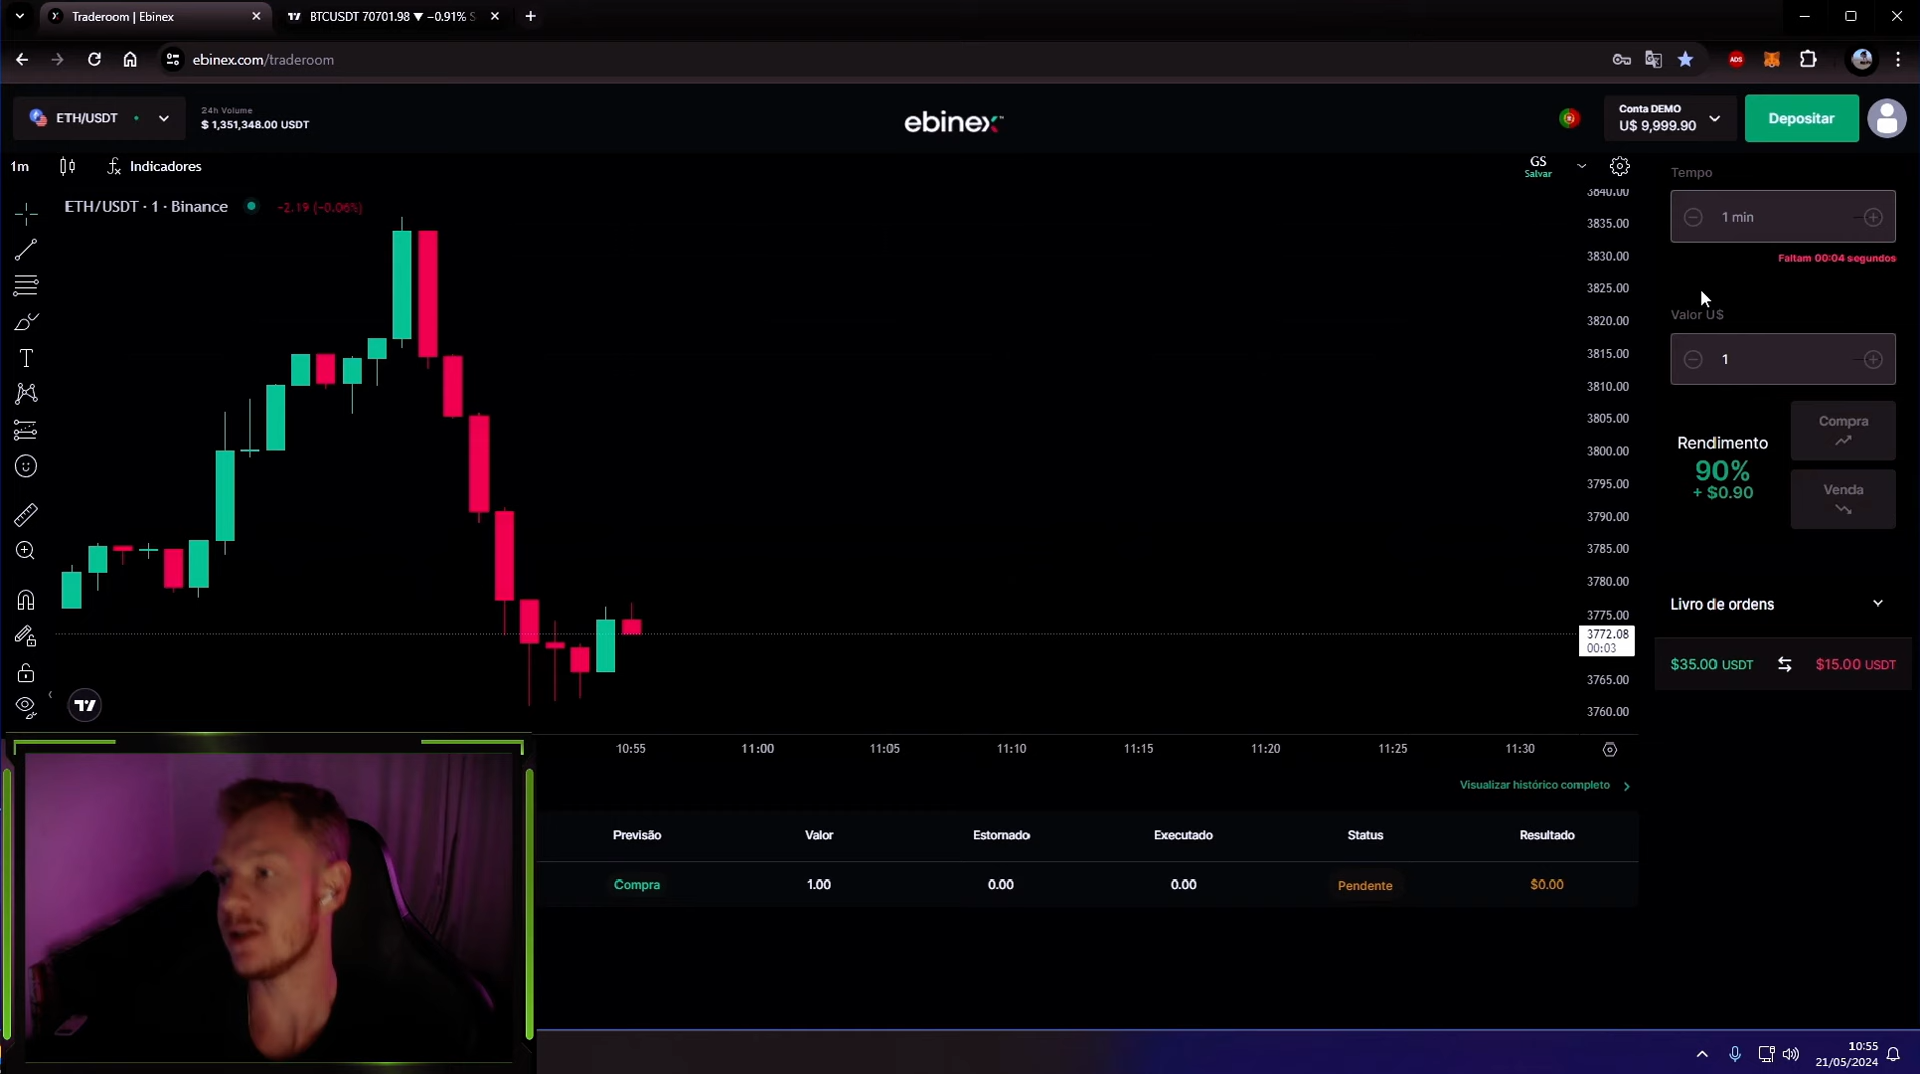 Traderoom | Ebinex
BTCUSDT 70701.98 ▼ −0.91%
ebinex.com/traderoom
ADS
ETH/USDT
24h Volume
$ 1,351,348.00 USDT
ebinex
Conta DEMO
U$ 9,999.90
Depositar
1m
Indicadores
GS
Salvar
ETH/USDT · 1 · Binance
-2.19 (-0.06%)
3840.00
3835.00
3830.00
3825.00
3820.00
3815.00
3810.00
3805.00
3800.00
3795.00
3790.00
3785.00
3780.00
3775.00
3772.08
00:03
3765.00
3760.00
Tempo
1 min
Faltam 00:04 segundos
Valor U$
1
Rendimento
90%
+ $0.90
Compra
Venda
Livro de ordens
$35.00 USDT
$15.00 USDT
10:55
11:00
11:05
11:10
11:15
11:20
11:25
11:30
Visualizar histórico completo
Previsão
Valor
Estornado
Executado
Status
Resultado
Compra
1.00
0.00
0.00
Pendente
$0.00
10:55
21/05/2024